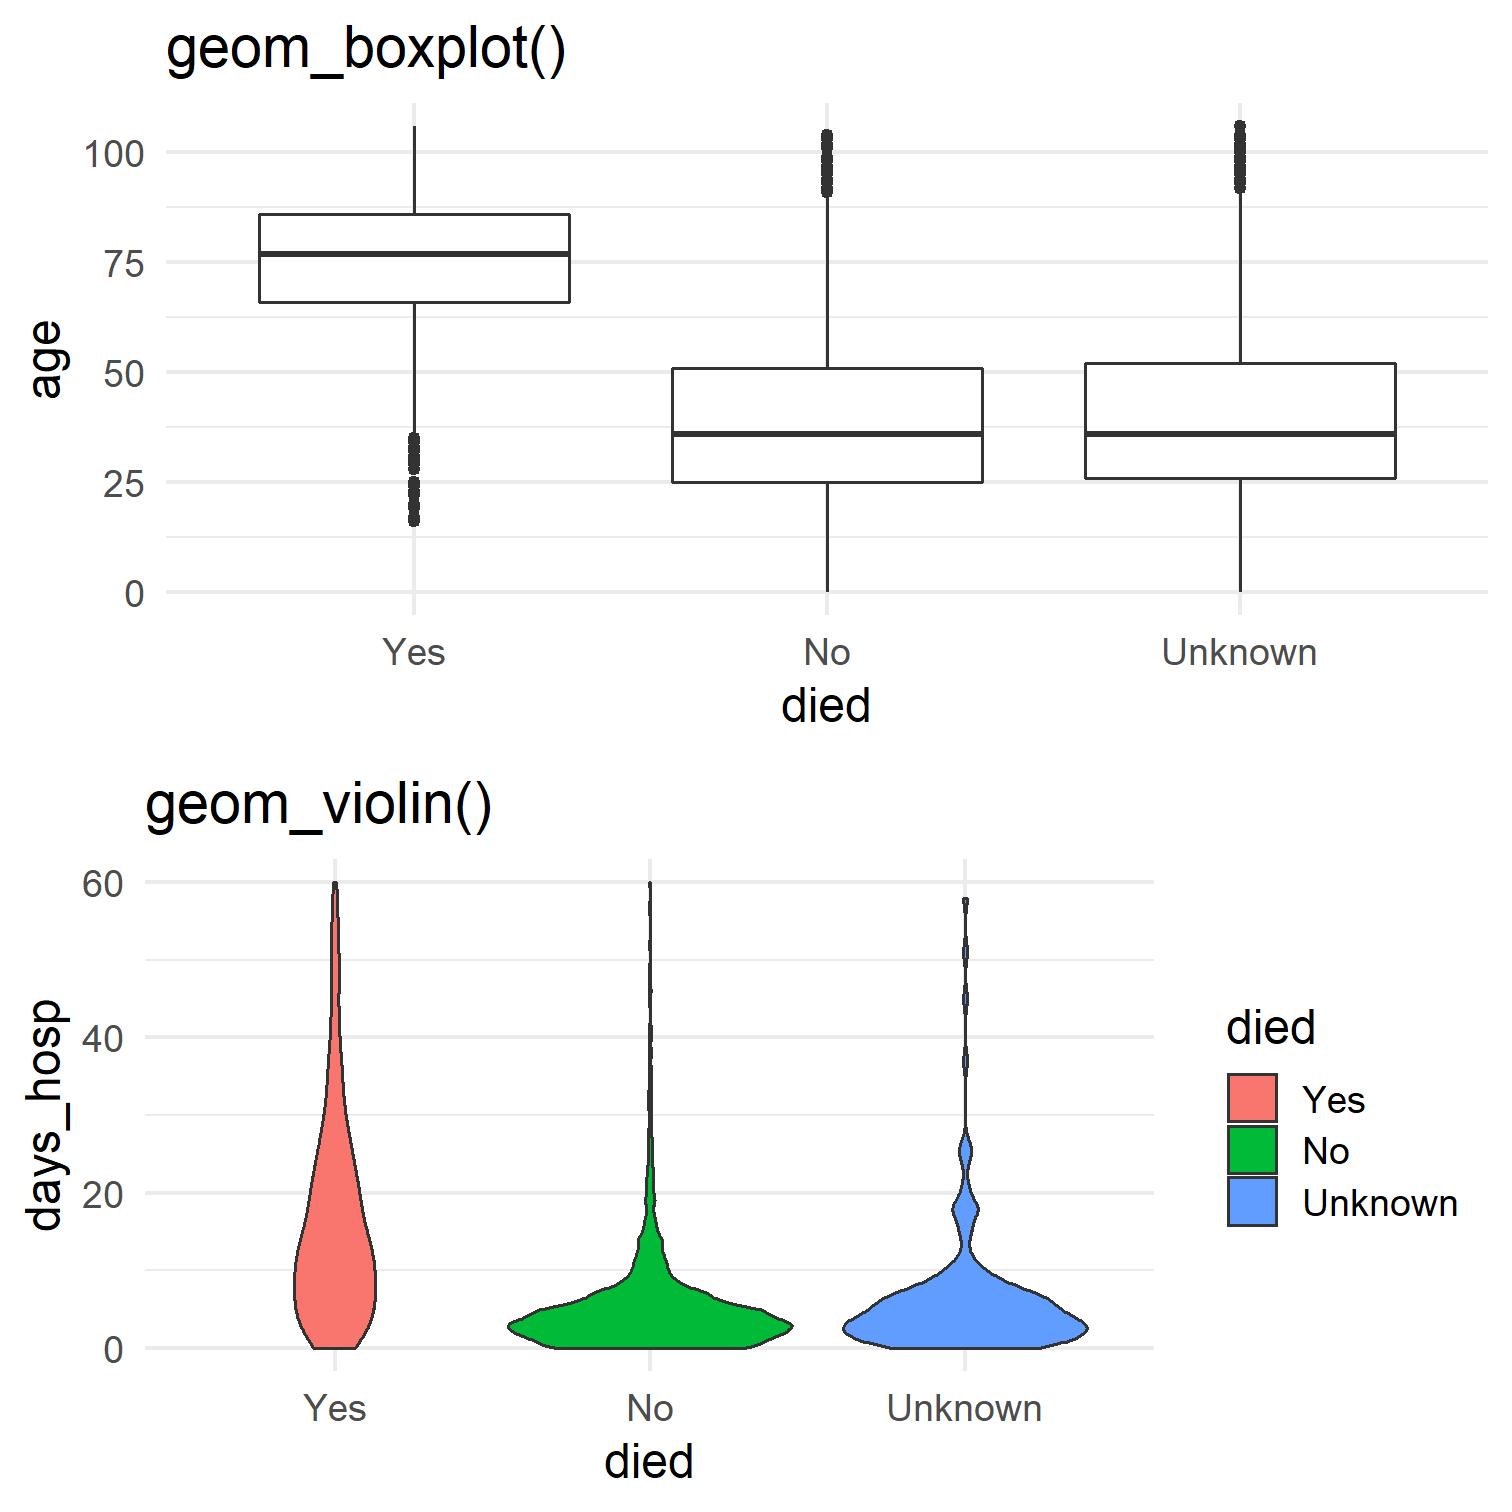 geom_boxplot()
100
75
50
25
0
age
Yes No Unknown
died
geom_violin()
60
40
20
0
days_hosp
Yes No Unknown
died
died
Yes
No
Unknown